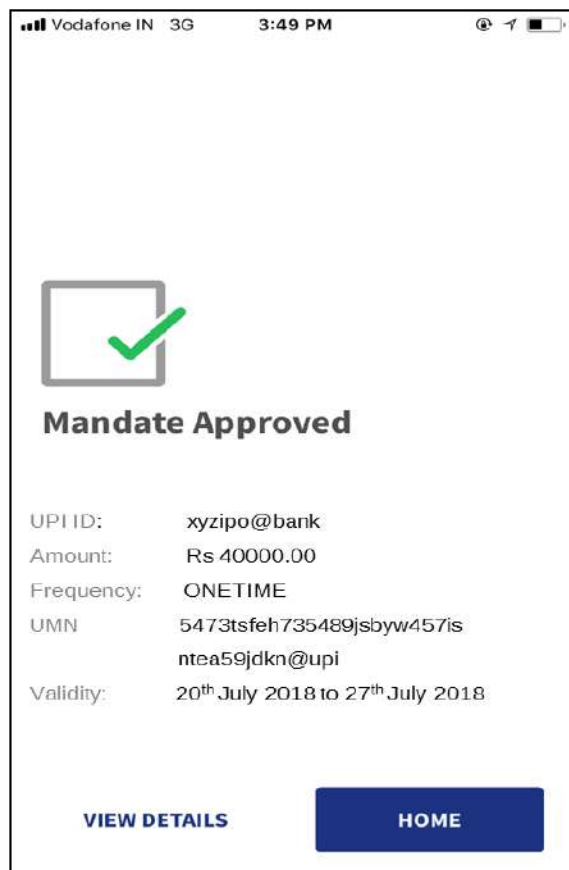 Vodafone IN 3G 3:49 PM
Mandate Approved
UPI ID: xyzipo@bank
Amount: Rs 40000.00
Frequency: ONETIME
UMN 5473tsfeh735489jsbyw457is
ntea59jdkn@upi
Validity: 20th July 2018 to 27th July 2018
VIEW DETAILS HOME